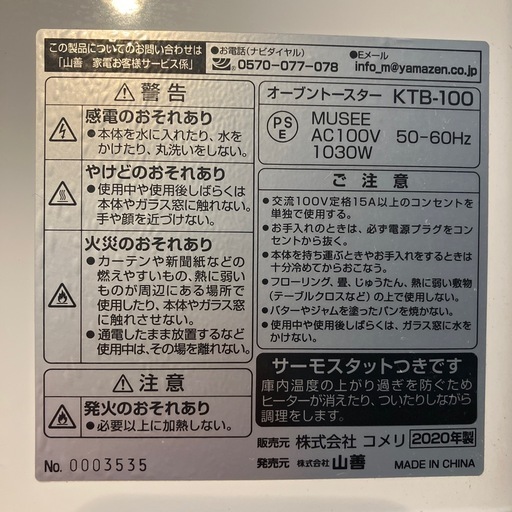 この製品についてのお問い合わせは
「山善 家電お客様サービス係」
●お電話(ナビダイヤル)
0570-077-078
●Eメール
info_m@yamazen.co.jp
警告
感電のおそれあり
●本体を水に入れたり、水を
かけたり、丸洗いをしない。
やけどのおそれあり
●使用中や使用後しばらくは
本体やガラス窓に触れない。
手や顔を近づけない。
火災のおそれあり
●カーテンや新聞紙などの
燃えやすいもの、熱に弱い
ものが周辺にある場所で
使用したり、本体やガラス
窓に触れさせない。
●通電したまま放置するなど
使用中は、その場を離れない。
注意
発火のおそれあり
●必要以上に加熱しない。
No. 0003535
オーブントースター KTB-100
PSE
MUSEE
AC100V 50-60Hz
1030W
ご注意
●交流100V定格15A以上のコンセントを
単独で使用する。
●お手入れのときは、必ず電源プラグをコン
セントから抜く。
●本体を持ち運ぶときやお手入れをするときは
十分冷めてからおこなう。
●フローリング、畳、じゅうたん、熱に弱い敷物
(テーブルクロスなど)の上で使用しない。
●バターやジャムを塗ったパンを焼かない。
●使用中や使用後しばらくは、ガラス窓に水を
かけない。
サーモスタットつきです
庫内温度の上がり過ぎを防ぐため
ヒーターが消えたり、ついたりしながら
調理します。
販売元 株式会社 コメリ 2020年製
発売元 株式会社 山善 MADE IN CHINA